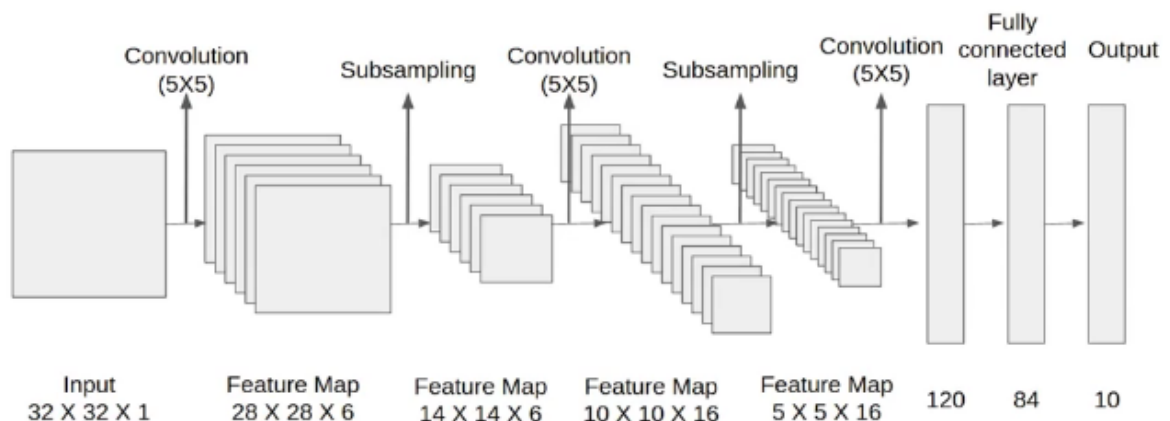 Convolution
(5X5)
Subsampling
Convolution
(5X5)
Subsampling
Convolution
(5X5)
Fully
connected
layer
Output
Input
32 X 32 X 1
Feature Map
28 X 28 X 6
Feature Map
14 X 14 X 6
Feature Map
10 X 10 X 16
Feature Map
5 X 5 X 16
120
84
10